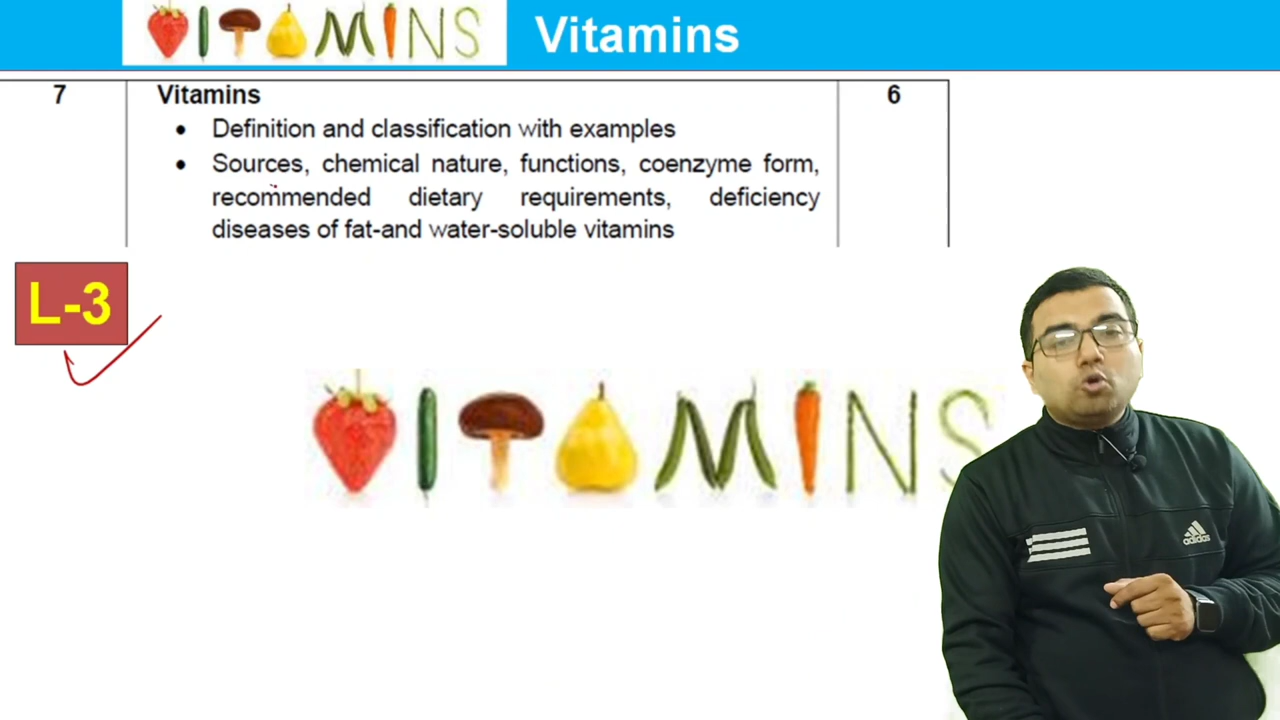 VITAMINS Vitamins
7 Vitamins 6
• Definition and classification with examples
• Sources, chemical nature, functions, coenzyme form,
recommended dietary requirements, deficiency
diseases of fat-and water-soluble vitamins
L-3
VITAMINS
adidas